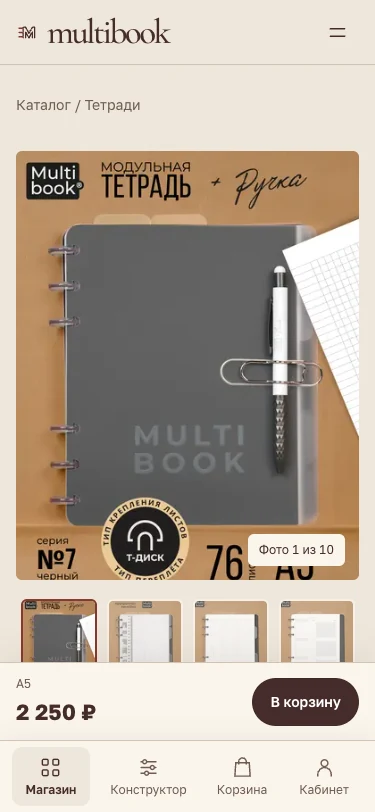 multibook
Каталог / Тетради
Multi
book®
МОДУЛЬНАЯ
ТЕТРАДЬ
+ Ручка
MULTI
BOOK
ТИП КРЕПЛЕНИЯ ЛИСТОВ
Т-ДИСК
ТИП ПЕРЕПЛЕТА
серия
№7
черный
76
A5
Фото 1 из 10
A5
2 250 ₽
В корзину
Магазин
Конструктор
Корзина
Кабинет